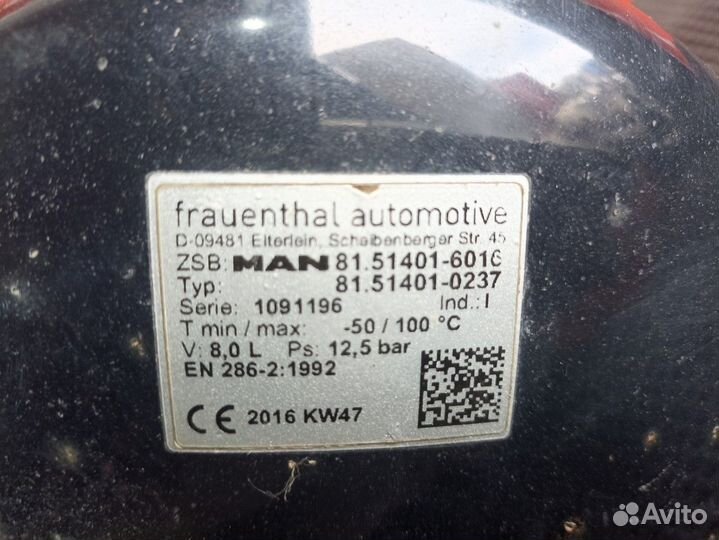 frauenthal automotive
D-09481 Elterlein, Scheibenberger Str. 45
ZSB: MAN 81.51401-6016
Typ: 81.51401-0237
Serie: 1091196 Ind.: I
T min / max: -50 / 100 °C
V: 8,0 L Ps: 12,5 bar
EN 286-2:1992
CE 2016 KW47
Avito